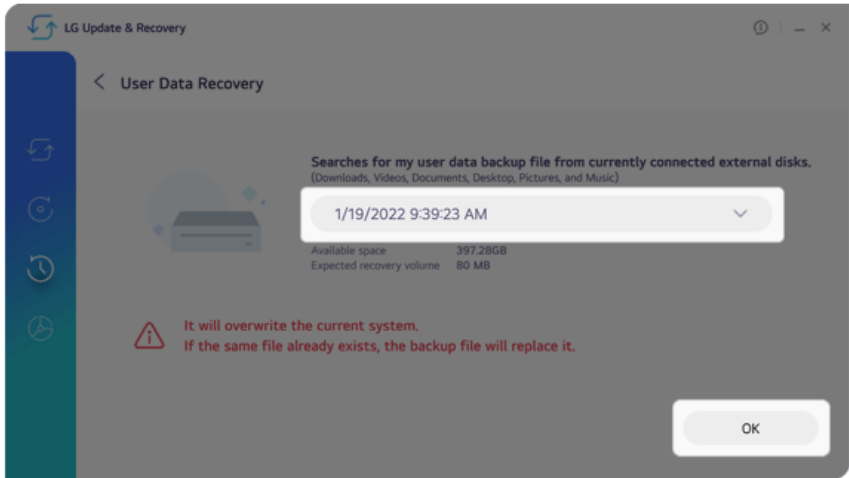 LG Update & Recovery
User Data Recovery
Searches for my user data backup file from currently connected external disks.
(Downloads, Videos, Documents, Desktop, Pictures, and Music)
1/19/2022 9:39:23 AM
Available space 397.28GB
Expected recovery volume 80 MB
It will overwrite the current system.
If the same file already exists, the backup file will replace it.
OK